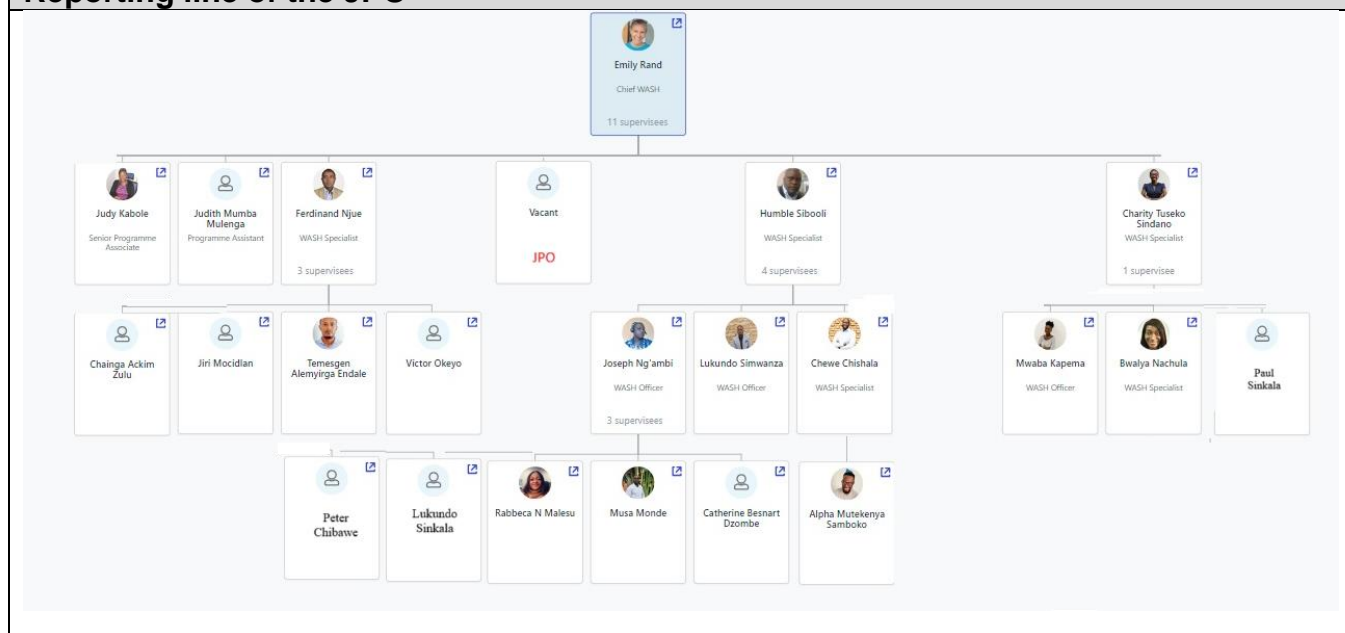 Reporting line of the JPO
Emily Rand
Chief WASH
11 supervisees
Judy Kabole
Senior Programme
Associate
Judith Mumba
Mulenga
Programme Assistant
Ferdinand Njue
WASH Specialist
3 supervisees
Vacant
JPO
Humble Sibooli
WASH Specialist
4 supervisees
Charity Tuseko
Sindano
WASH Specialist
1 supervisee
Chainga Ackim
Zulu
Jiri Mocidlan
Temesgen
Alemyirga Endale
Victor Okeyo
Joseph Ng'ambi
WASH Officer
3 supervisees
Lukundo Simwanza
WASH Officer
Chewe Chishala
WASH Specialist
Mwaba Kapema
WASH Officer
Bwalya Nachula
WASH Specialist
Paul
Sinkala
Peter
Chibawe
Lukundo
Sinkala
Rabbeca N Malesu
Musa Monde
Catherine Besnart
Dzombe
Alpha Mutekenya
Samboko